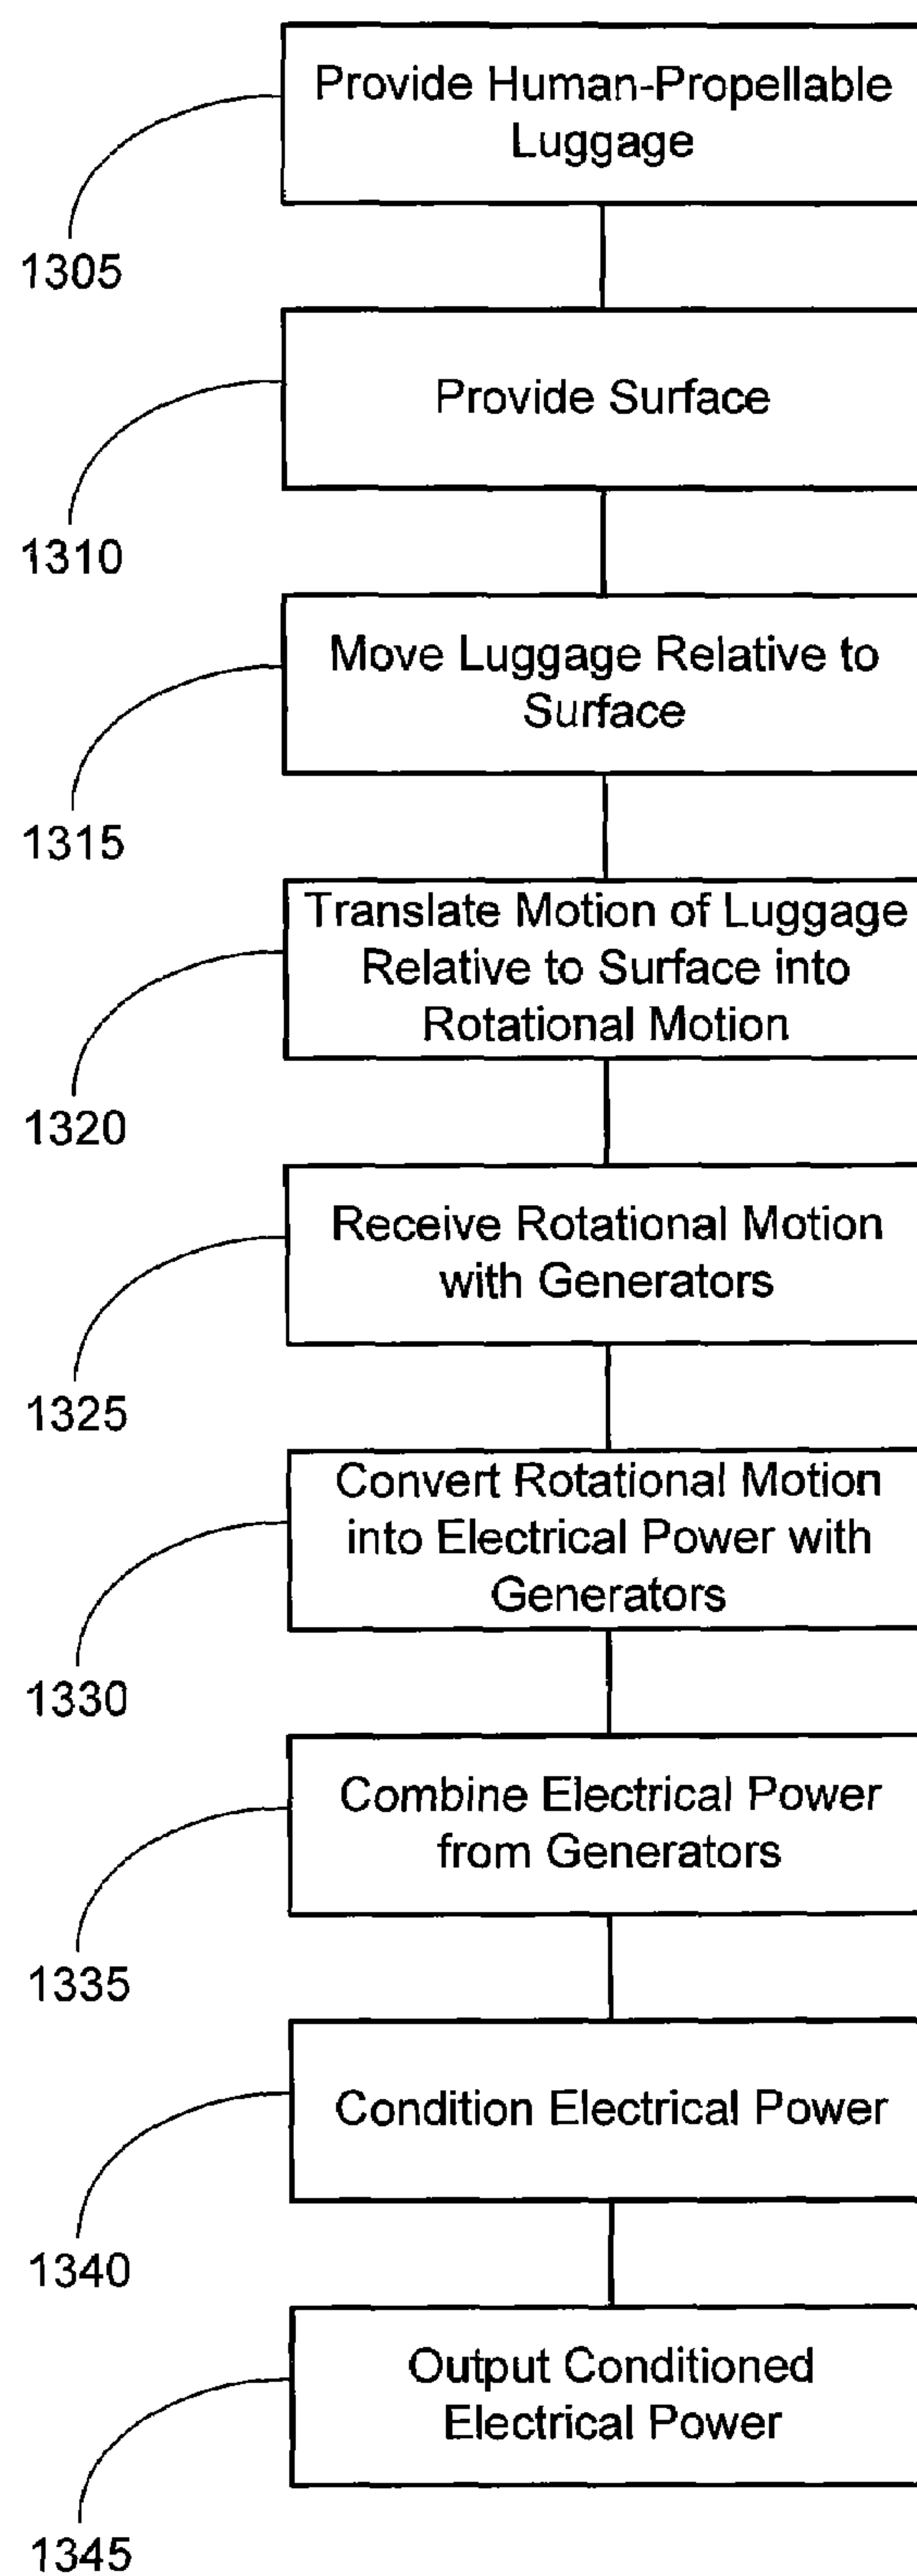 Provide Human-Propellable
Luggage
1305
Provide Surface
1310
Move Luggage Relative to
Surface
1315
Translate Motion of Luggage
Relative to Surface into
Rotational Motion
1320
Receive Rotational Motion
with Generators
1325
Convert Rotational Motion
into Electrical Power with
Generators
1330
Combine Electrical Power
from Generators
1335
Condition Electrical Power
1340
Output Conditioned
Electrical Power
1345